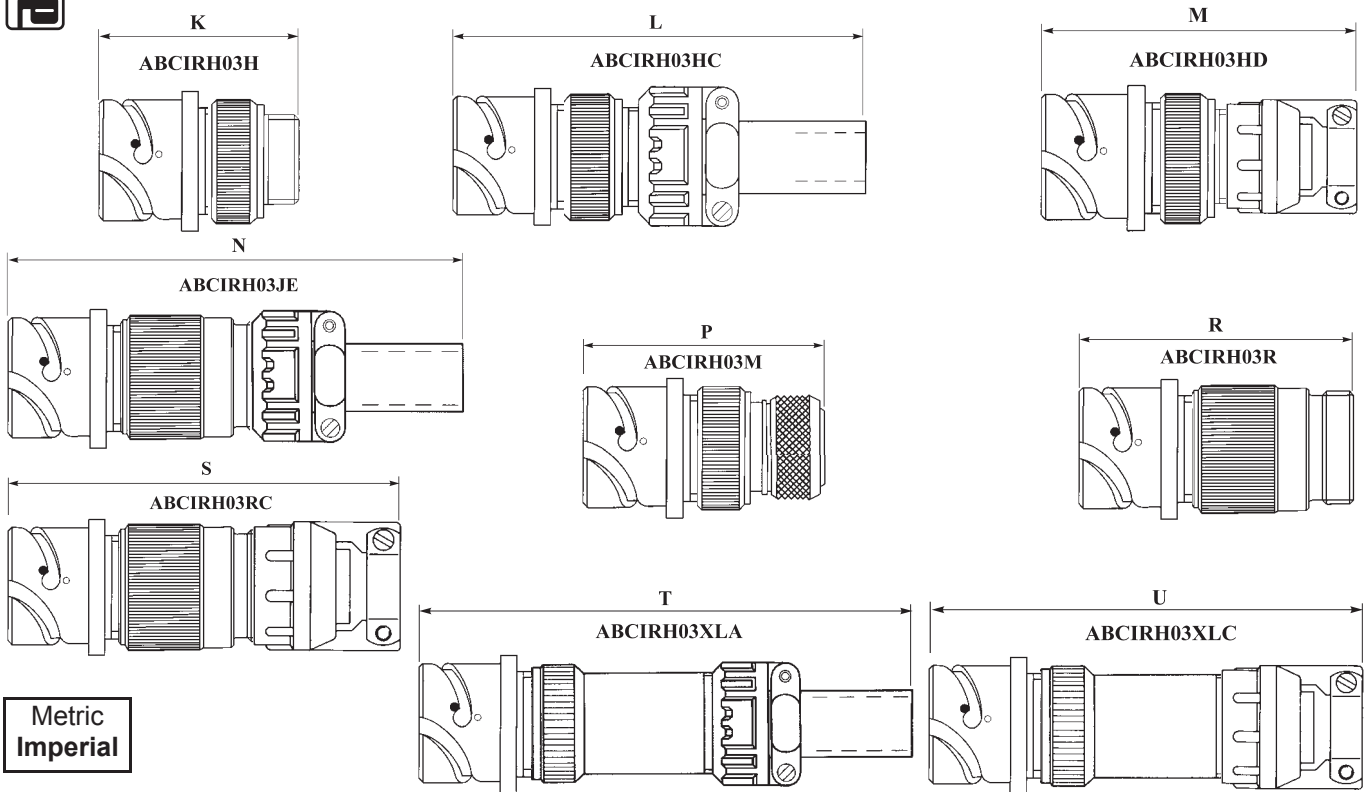 K
ABCIRH03H
L
ABCIRH03HC
M
ABCIRH03HD
N
ABCIRH03JE
P
ABCIRH03M
R
ABCIRH03R
S
ABCIRH03RC
T
ABCIRH03XLA
U
ABCIRH03XLC
Metric
Imperial